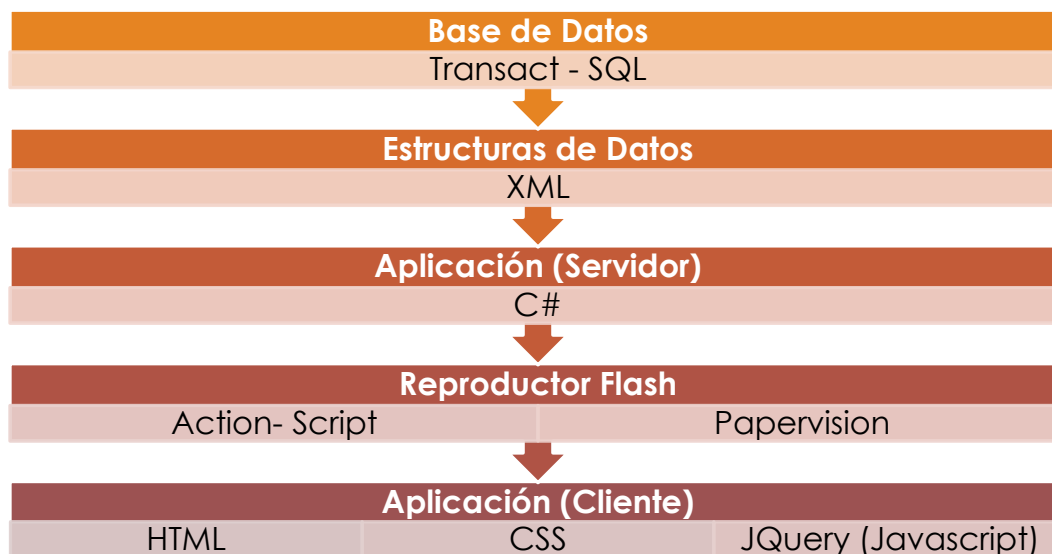 Base de Datos
Transact - SQL
Estructuras de Datos
XML
Aplicación (Servidor)
C#
Reproductor Flash
Action- Script Papervision
Aplicación (Cliente)
HTML CSS JQuery (Javascript)